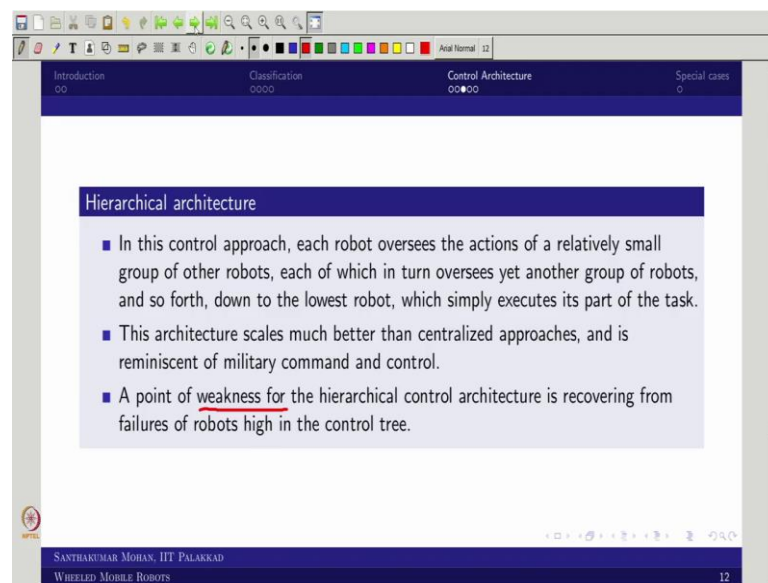 T
Arial Normal 12
Introduction
Classification
Control Architecture
Special cases
Hierarchical architecture
In this control approach, each robot oversees the actions of a relatively small
group of other robots, each of which in turn oversees yet another group of robots,
and so forth, down to the lowest robot, which simply executes its part of the task.
This architecture scales much better than centralized approaches, and is
reminiscent of military command and control.
A point of weakness for the hierarchical control architecture is recovering from
failures of robots high in the control tree.
NPTEL
SANTHAKUMAR MOHAN, IIT PALAKKAD
WHEELED MOBILE ROBOTS
12